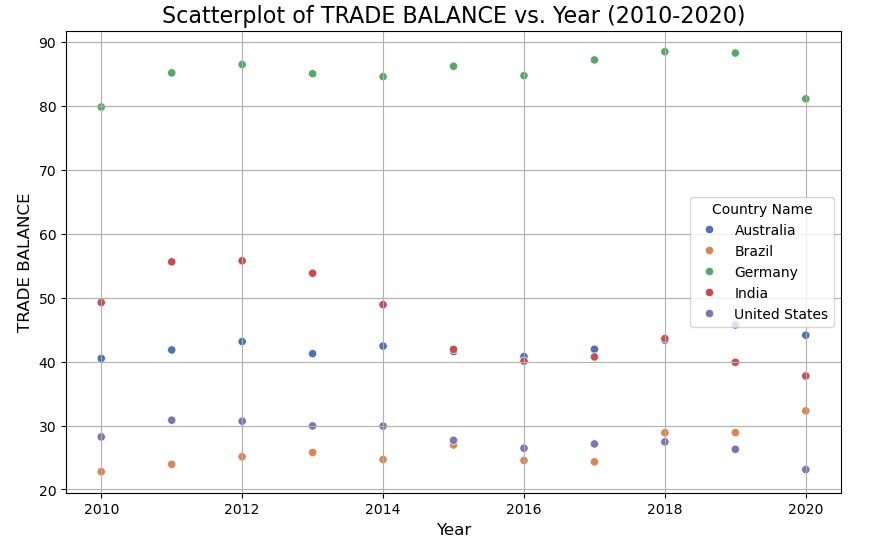 Scatterplot of TRADE BALANCE vs. Year (2010-2020)
90
80
70
60
50
40
30
20
TRADE BALANCE
Country Name
Australia
Brazil
Germany
India
United States
2010 2012 2014 2016 2018 2020
Year